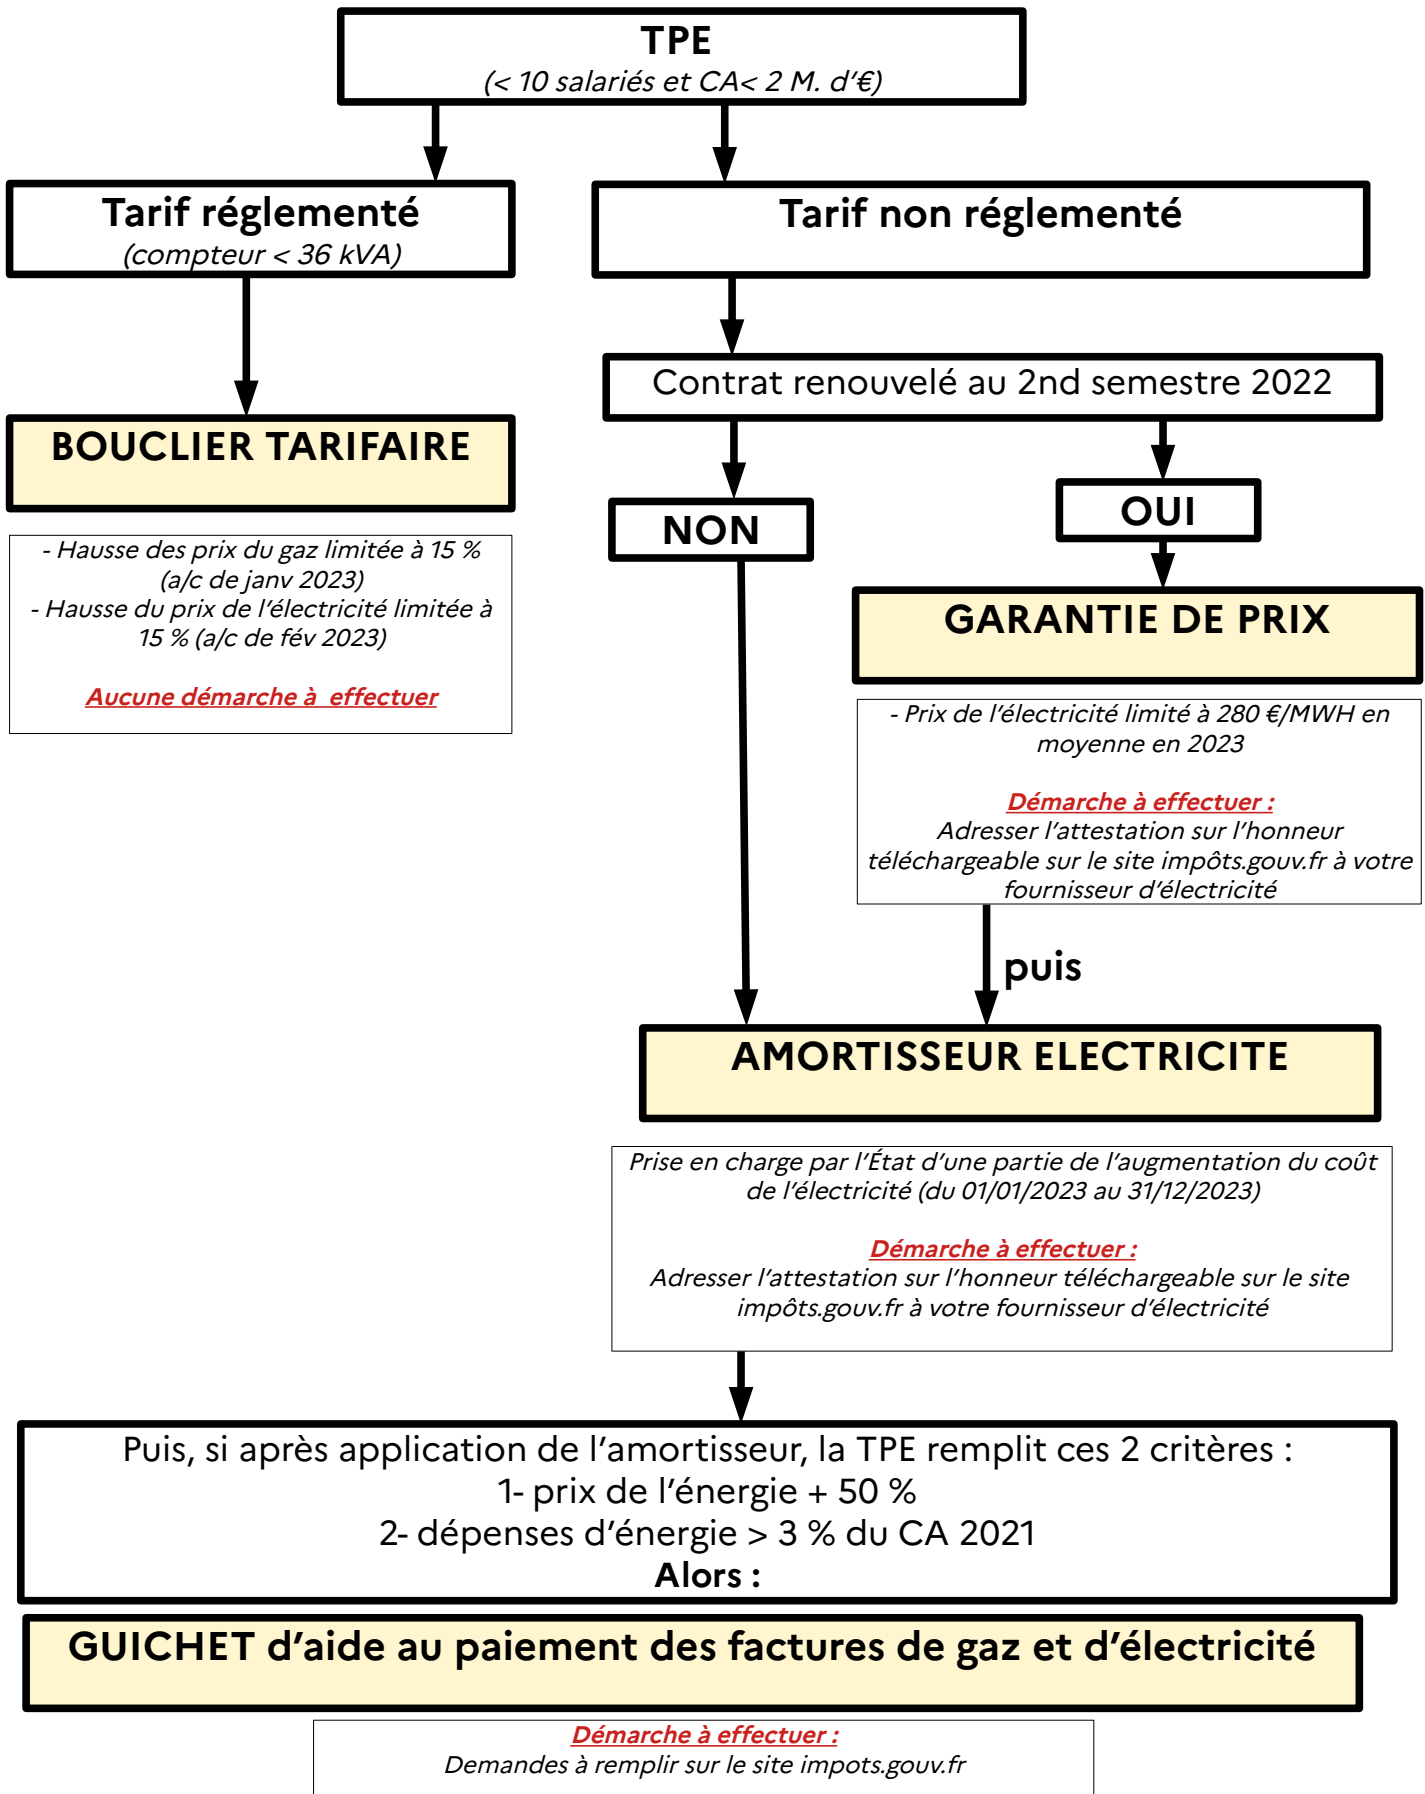 TPE
(< 10 salariés et CA< 2 M. d’€)
Tarif réglementé
(compteur < 36 kVA)
Tarif non réglementé
Contrat renouvelé au 2nd semestre 2022
BOUCLIER TARIFAIRE
- Hausse des prix du gaz limitée à 15 %
(a/c de janv 2023)
- Hausse du prix de l’électricité limitée à
15 % (a/c de fév 2023)
Aucune démarche à effectuer
NON
OUI
GARANTIE DE PRIX
- Prix de l’électricité limité à 280 €/MWH en
moyenne en 2023
Démarche à effectuer :
Adresser l’attestation sur l’honneur
téléchargeable sur le site impôts.gouv.fr à votre
fournisseur d’électricité
puis
AMORTISSEUR ELECTRICITE
Prise en charge par l’État d’une partie de l’augmentation du coût
de l’électricité (du 01/01/2023 au 31/12/2023)
Démarche à effectuer :
Adresser l’attestation sur l’honneur téléchargeable sur le site
impôts.gouv.fr à votre fournisseur d’électricité
Puis, si après application de l’amortisseur, la TPE remplit ces 2 critères :
1- prix de l’énergie + 50 %
2- dépenses d’énergie > 3 % du CA 2021
Alors :
GUICHET d’aide au paiement des factures de gaz et d’électricité
Démarche à effectuer :
Demandes à remplir sur le site impots.gouv.fr